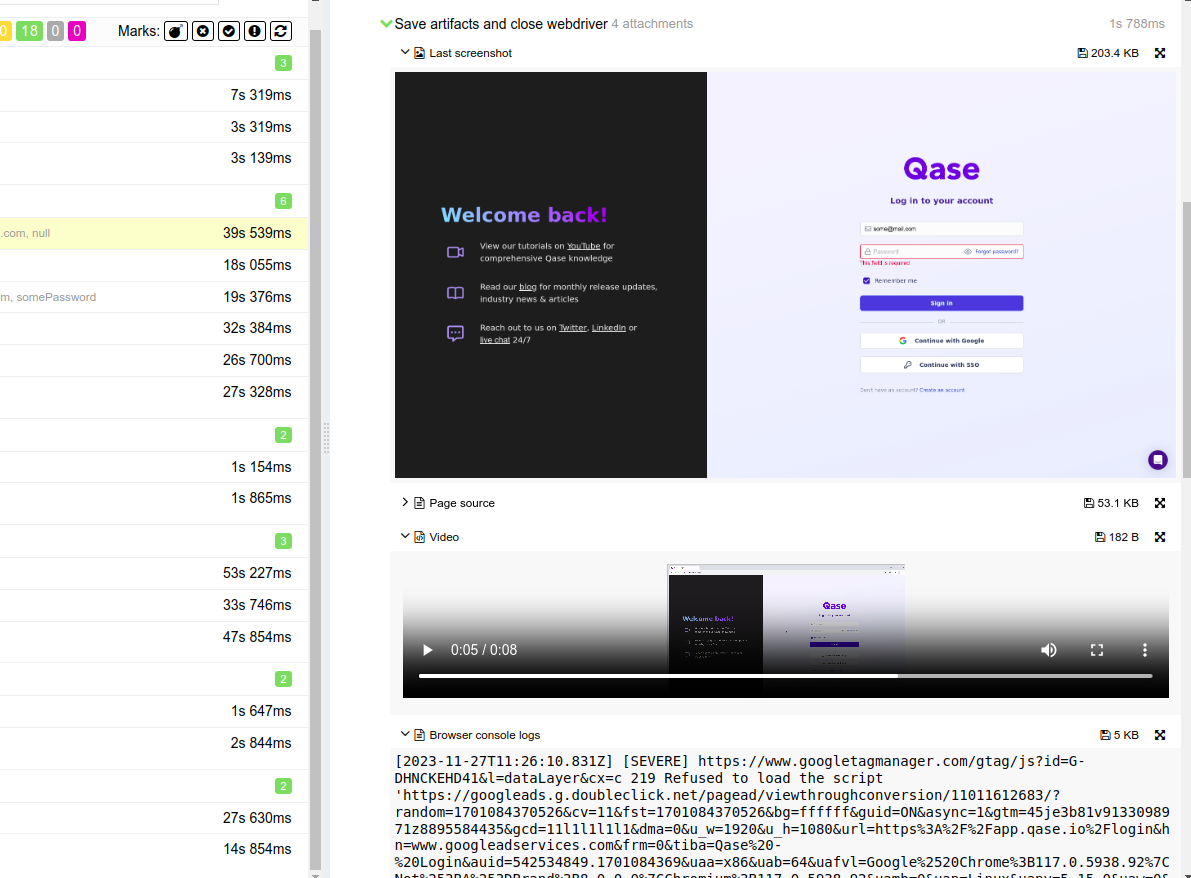 0 18 0 0 Marks:
3
7s 319ms
3s 319ms
3s 139ms
6
.com, null 39s 539ms
18s 055ms
m, somePassword 19s 376ms
32s 384ms
26s 700ms
27s 328ms
2
1s 154ms
1s 865ms
3
53s 227ms
33s 746ms
47s 854ms
2
1s 647ms
2s 844ms
2
27s 630ms
14s 854ms
Save artifacts and close webdriver 4 attachments 1s 788ms
Last screenshot 203.4 KB
Welcome back!
View our tutorials on YouTube for
comprehensive Qase knowledge
Read our blog for monthly release updates,
industry news & articles
Reach out to us on Twitter, LinkedIn or
live chat 24/7
Qase
Log in to your account
some@mail.com
Password Forgot password?
This field is required
Remember me
Sign in
OR
Continue with Google
Continue with SSO
Don't have an account? Create an account
Page source 53.1 KB
Video 182 B
Qase
Welcome back!
0:05 / 0:08
Browser console logs 5 KB
[2023-11-27T11:26:10.831Z] [SEVERE] https://www.googletagmanager.com/gtag/js?id=G-
DHNCKEHD41&l=dataLayer&cx=c 219 Refused to load the script
'https://googleads.g.doubleclick.net/pagead/viewthroughconversion/11011612683/?
random=1701084370526&cv=11&fst=1701084370526&bg=ffffff&guid=ON&async=1&gtm=45je3b81v91330989
71z8895584435&gcd=11l1l1l1l1&dma=0&u_w=1920&u_h=1080&url=https%3A%2F%2Fapp.qase.io%2Flogin&h
n=www.googleadservices.com&frm=0&tiba=Qase%20-
%20Login&auid=542534849.1701084369&uaa=x86&uab=64&uafvl=Google%2520Chrome%3B117.0.5938.92%7C